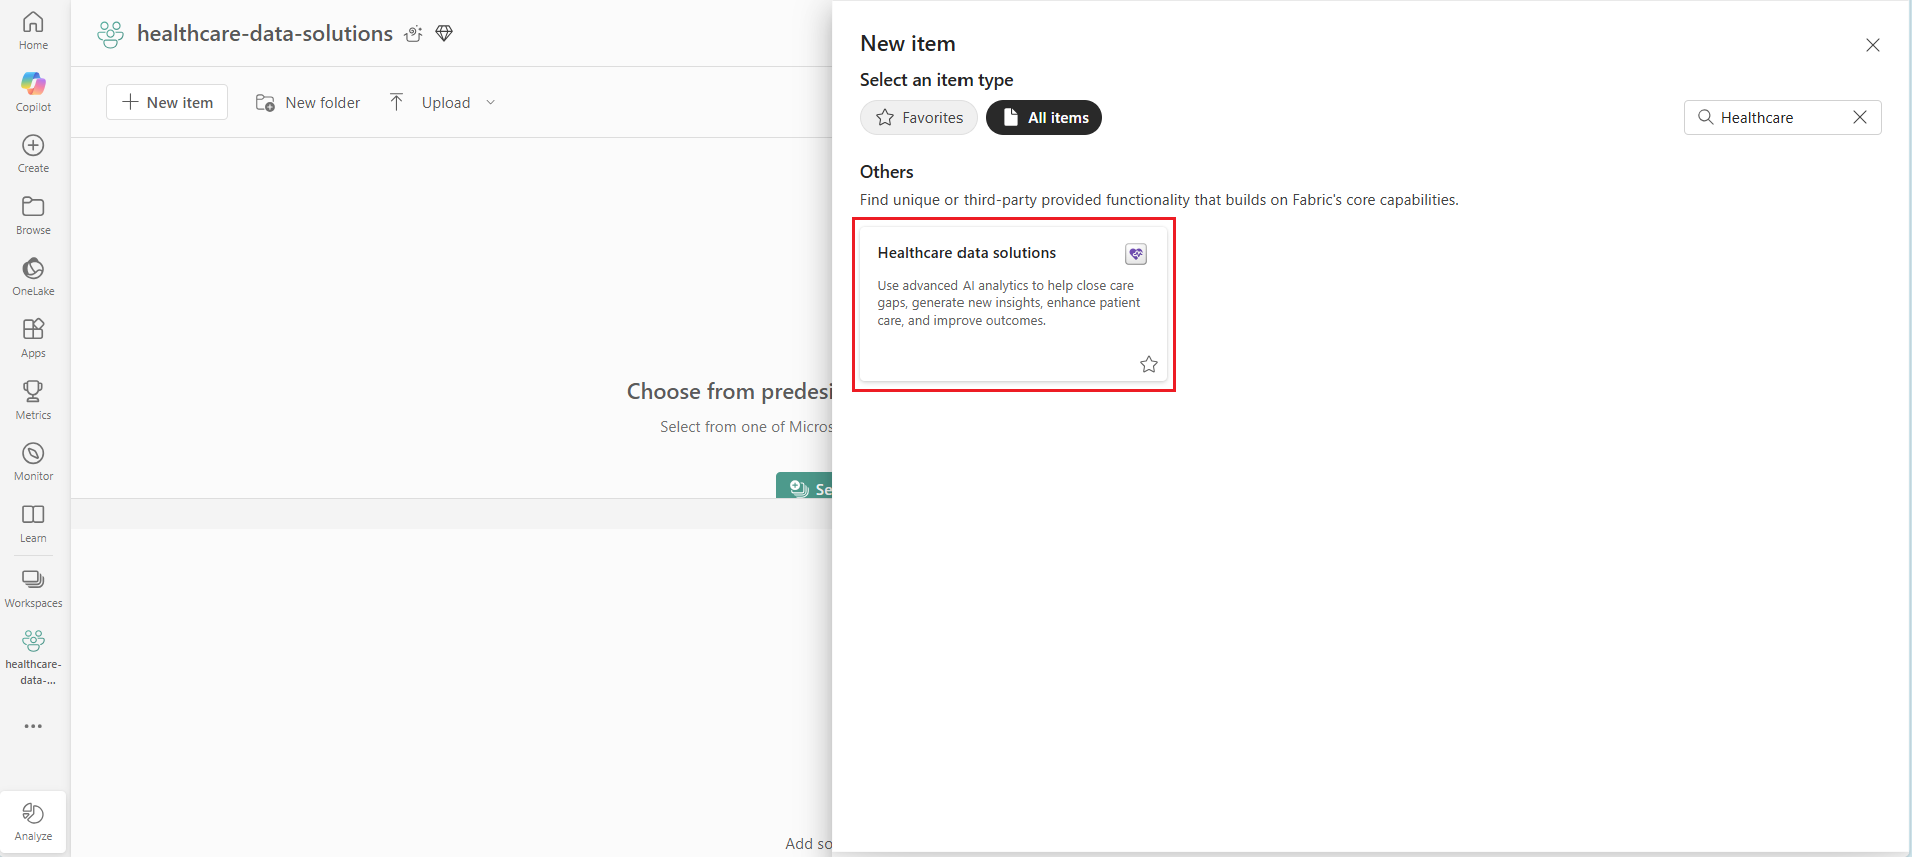 Home
Copilot
Create
Browse
OneLake
Apps
Metrics
Monitor
Learn
Workspaces
healthcare-
data-...
Analyze
healthcare-data-solutions
New item
New folder
Upload
Choose from predesi
Select from one of Micros
Se
Add so
New item
Select an item type
Favorites
All items
Healthcare
Others
Find unique or third-party provided functionality that builds on Fabric's core capabilities.
Healthcare data solutions
Use advanced AI analytics to help close care
gaps, generate new insights, enhance patient
care, and improve outcomes.